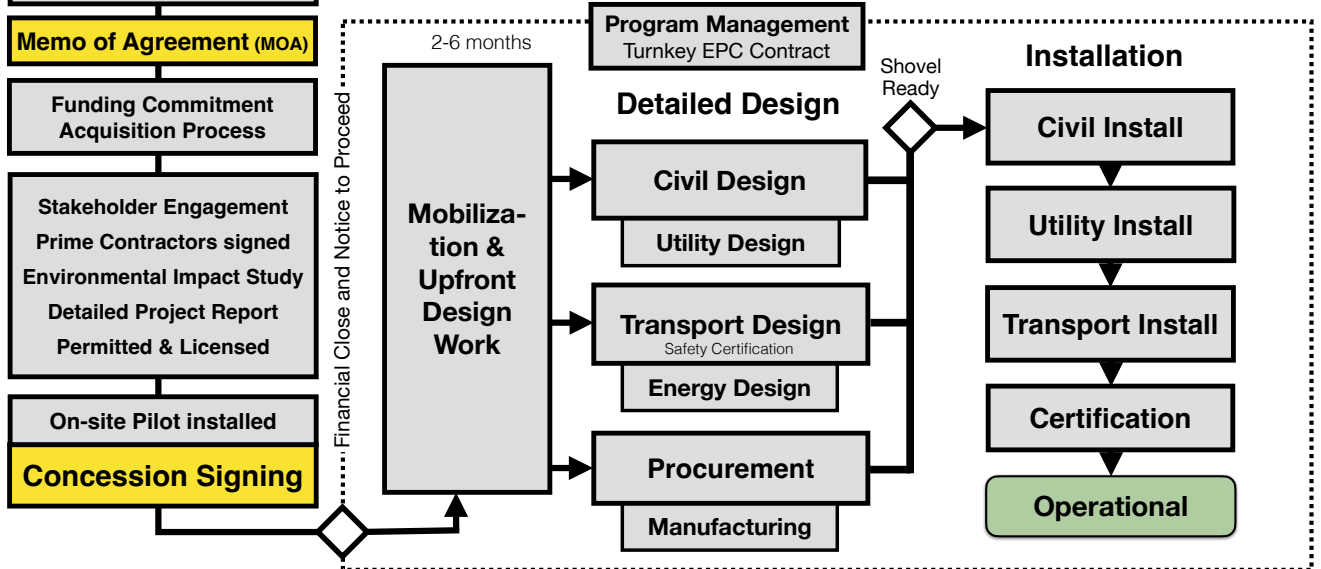 Memo of Agreement (MOA)
Funding Commitment
Acquisition Process
Stakeholder Engagement
Prime Contractors signed
Environmental Impact Study
Detailed Project Report
Permitted & Licensed
On-site Pilot installed
Concession Signing
Financial Close and Notice to Proceed
2-6 months
Mobiliza-
tion &
Upfront
Design
Work
Program Management
Turnkey EPC Contract
Detailed Design
Civil Design
Utility Design
Transport Design
Safety Certification
Energy Design
Procurement
Manufacturing
Shovel
Ready
Installation
Civil Install
Utility Install
Transport Install
Certification
Operational